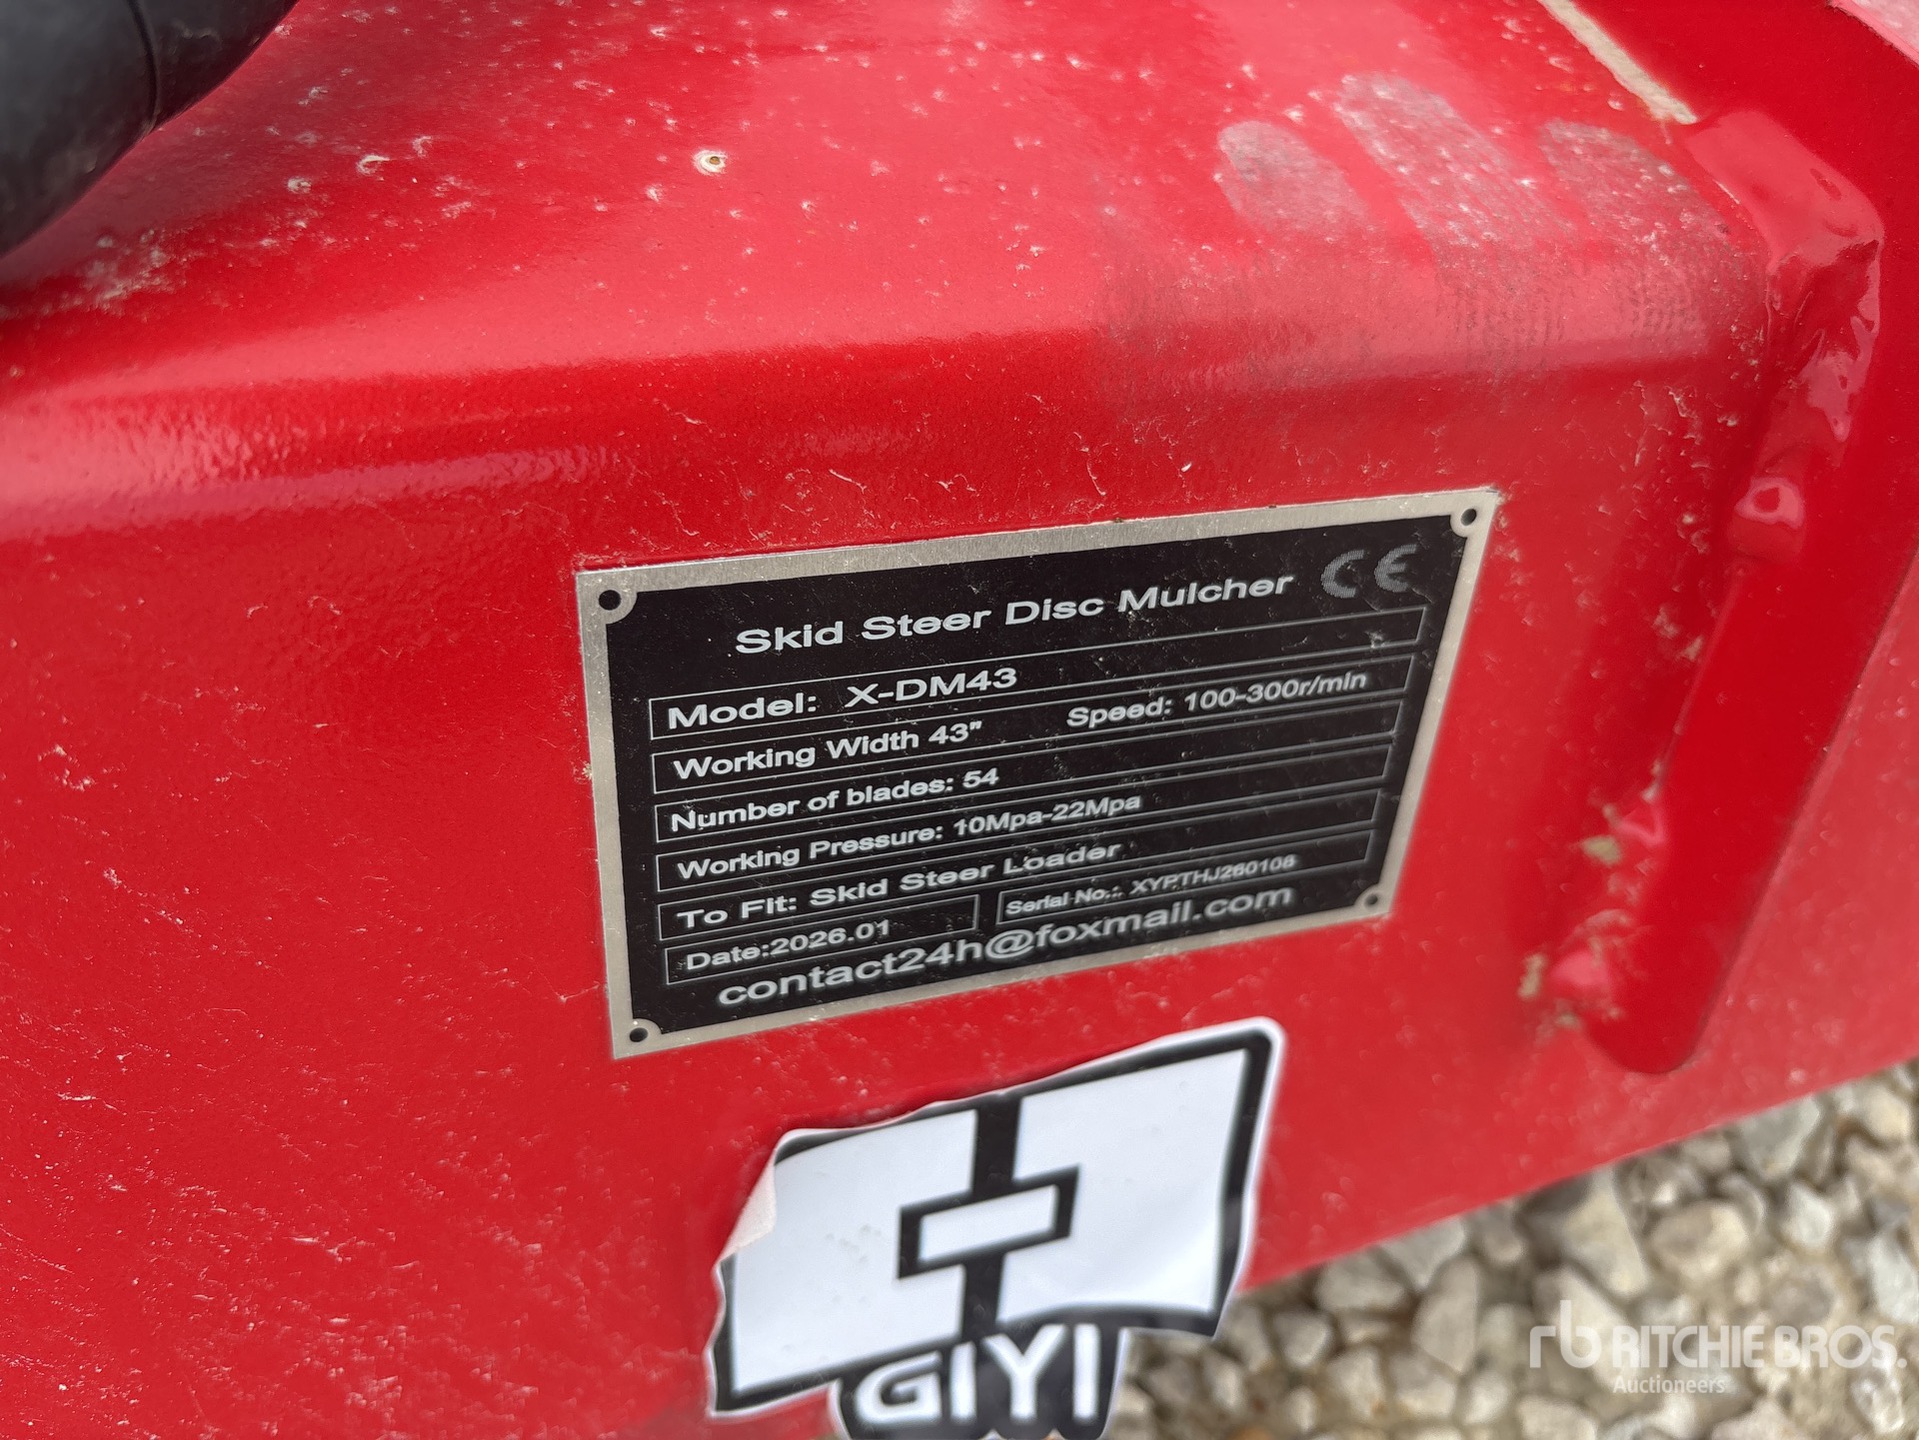 Skid Steer Disc Mulcher CE
Model: X-DM43
Working Width 43" Speed: 100-300r/min
Number of blades: 54
Working Pressure: 10Mpa-22Mpa
To Fit: Skid Steer Loader
Date:2026.01 Serial No.: XYPTHJ260108
contact24h@foxmail.com
GIYI
rb RITCHIE BROS.
Auctioneers